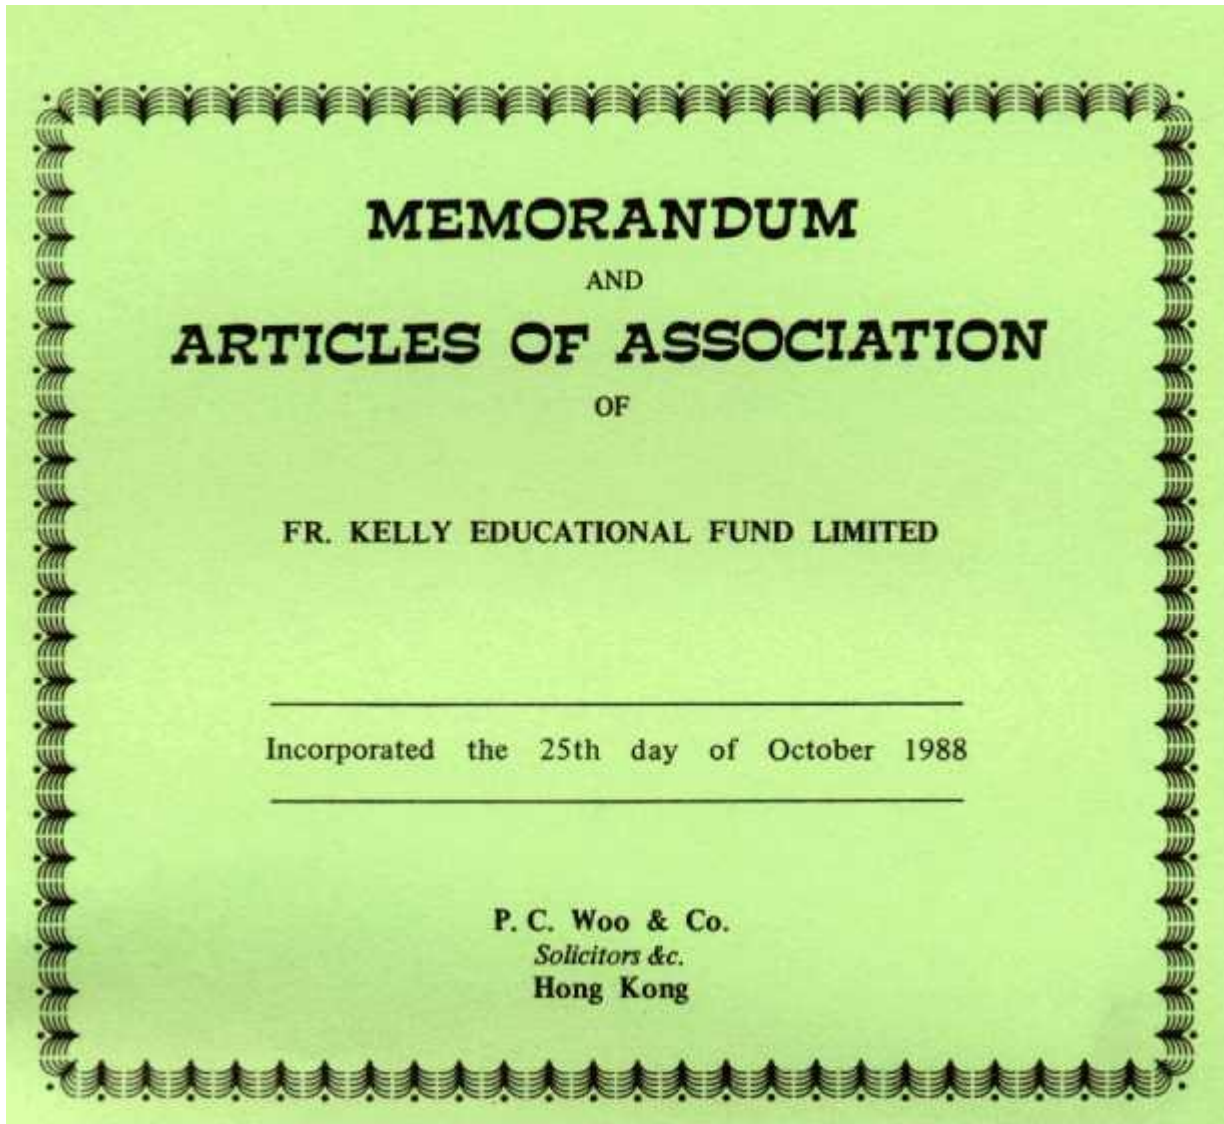 MEMORANDUM
AND
ARTICLES OF ASSOCIATION
OF
FR. KELLY EDUCATIONAL FUND LIMITED
Incorporated the 25th day of October 1988
P. C. Woo & Co.
Solicitors &c.
Hong Kong